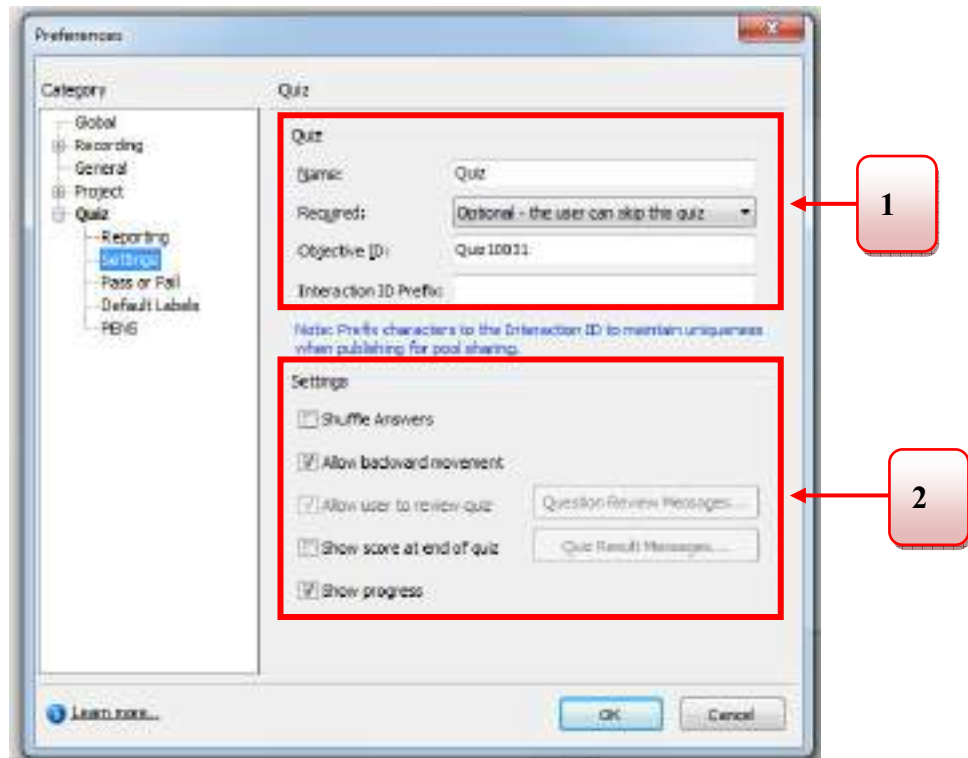 Preferences
Category
Quiz
Global
Recording
General
Project
Quiz
Reporting
Settings
Pass or Fail
Default Labels
PENS
Quiz
Name: Quiz
Required: Optional - the user can skip this quiz
Objective ID: Quiz10031
Interaction ID Prefix:
Note: Prefix characters to the Interaction ID to maintain uniqueness
when publishing for pool sharing.
Settings
Shuffle Answers
Allow backward movement
Allow user to review quiz Question Review Messages...
Show score at end of quiz Quiz Result Messages...
Show progress
Learn more...
OK Cancel
1
2